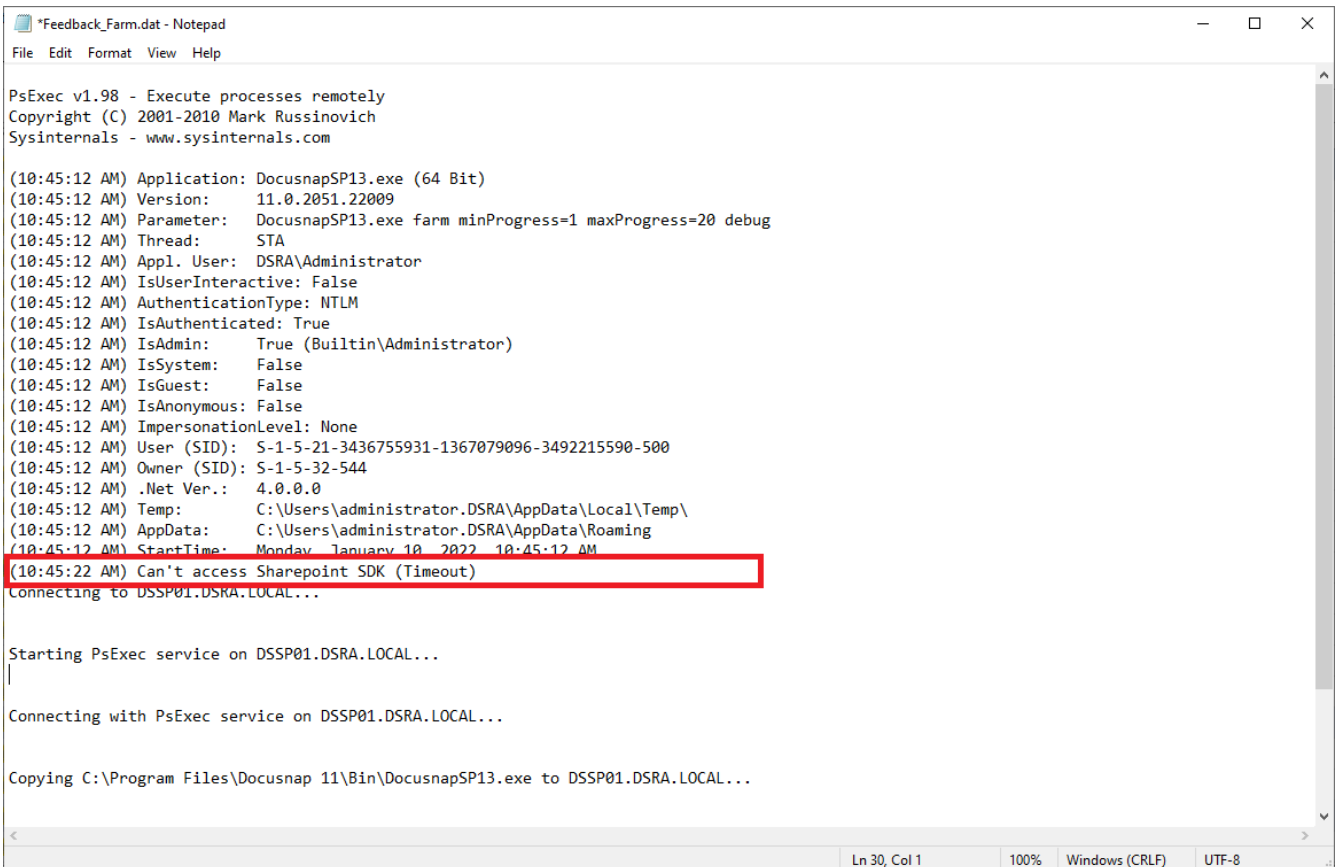 *Feedback_Farm.dat - Notepad
File Edit Format View Help
PsExec v1.98 - Execute processes remotely
Copyright (C) 2001-2010 Mark Russinovich
Sysinternals - www.sysinternals.com
(10:45:12 AM) Application: DocusnapSP13.exe (64 Bit)
(10:45:12 AM) Version: 11.0.2051.22009
(10:45:12 AM) Parameter: DocusnapSP13.exe farm minProgress=1 maxProgress=20 debug
(10:45:12 AM) Thread: STA
(10:45:12 AM) Appl. User: DSRA\Administrator
(10:45:12 AM) IsUserInteractive: False
(10:45:12 AM) AuthenticationType: NTLM
(10:45:12 AM) IsAuthenticated: True
(10:45:12 AM) IsAdmin: True (Builtin\Administrator)
(10:45:12 AM) IsSystem: False
(10:45:12 AM) IsGuest: False
(10:45:12 AM) IsAnonymous: False
(10:45:12 AM) ImpersonationLevel: None
(10:45:12 AM) User (SID): S-1-5-21-3436755931-1367079096-3492215590-500
(10:45:12 AM) Owner (SID): S-1-5-32-544
(10:45:12 AM) .Net Ver.: 4.0.0.0
(10:45:12 AM) Temp: C:\Users\administrator.DSRA\AppData\Local\Temp\
(10:45:12 AM) AppData: C:\Users\administrator.DSRA\AppData\Roaming
(10:45:12 AM) StartTime: Monday, January 10, 2022, 10:45:12 AM
(10:45:22 AM) Can't access Sharepoint SDK (Timeout)
Connecting to DSSP01.DSRA.LOCAL...
Starting PsExec service on DSSP01.DSRA.LOCAL...
Connecting with PsExec service on DSSP01.DSRA.LOCAL...
Copying C:\Program Files\Docusnap 11\Bin\DocusnapSP13.exe to DSSP01.DSRA.LOCAL...
Ln 30, Col 1 100% Windows (CRLF) UTF-8